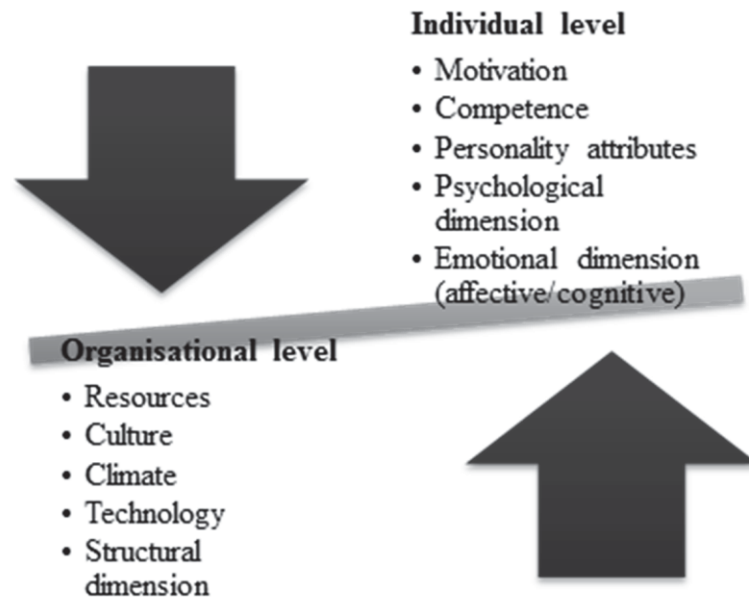 Individual level
• Motivation
• Competence
• Personality attributes
• Psychological
dimension
• Emotional dimension
(affective/cognitive)
Organisational level
• Resources
• Culture
• Climate
• Technology
• Structural
dimension